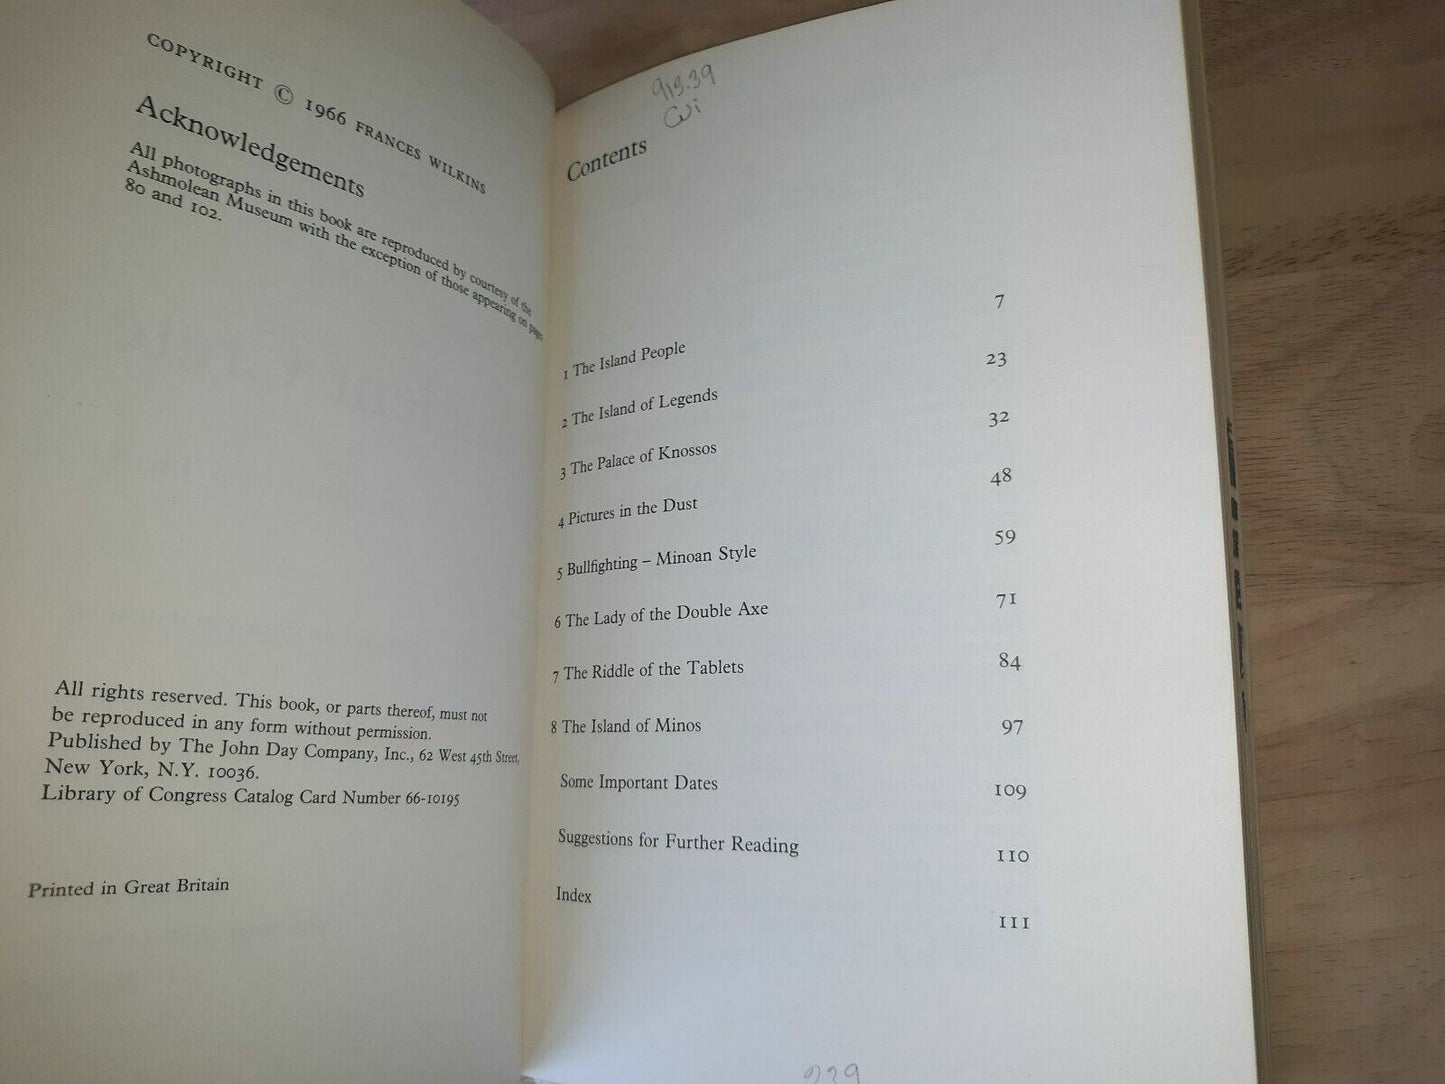 COPYRIGHT © 1966 FRANCES WILKINS
Acknowledgements
All photographs in this book are reproduced by courtesy of the
Ashmolean Museum with the exception of those appearing on pages
80 and 102.
All rights reserved. This book, or parts thereof, must not
be reproduced in any form without permission.
Published by The John Day Company, Inc., 62 West 45th Street,
New York, N.Y. 10036.
Library of Congress Catalog Card Number 66-10195
Printed in Great Britain
913.39
Wi
Contents
1 The Island People 7
2 The Island of Legends 23
3 The Palace of Knossos 32
4 Pictures in the Dust 48
5 Bullfighting – Minoan Style 59
6 The Lady of the Double Axe 71
7 The Riddle of the Tablets 84
8 The Island of Minos 97
Some Important Dates 109
Suggestions for Further Reading 110
Index 111